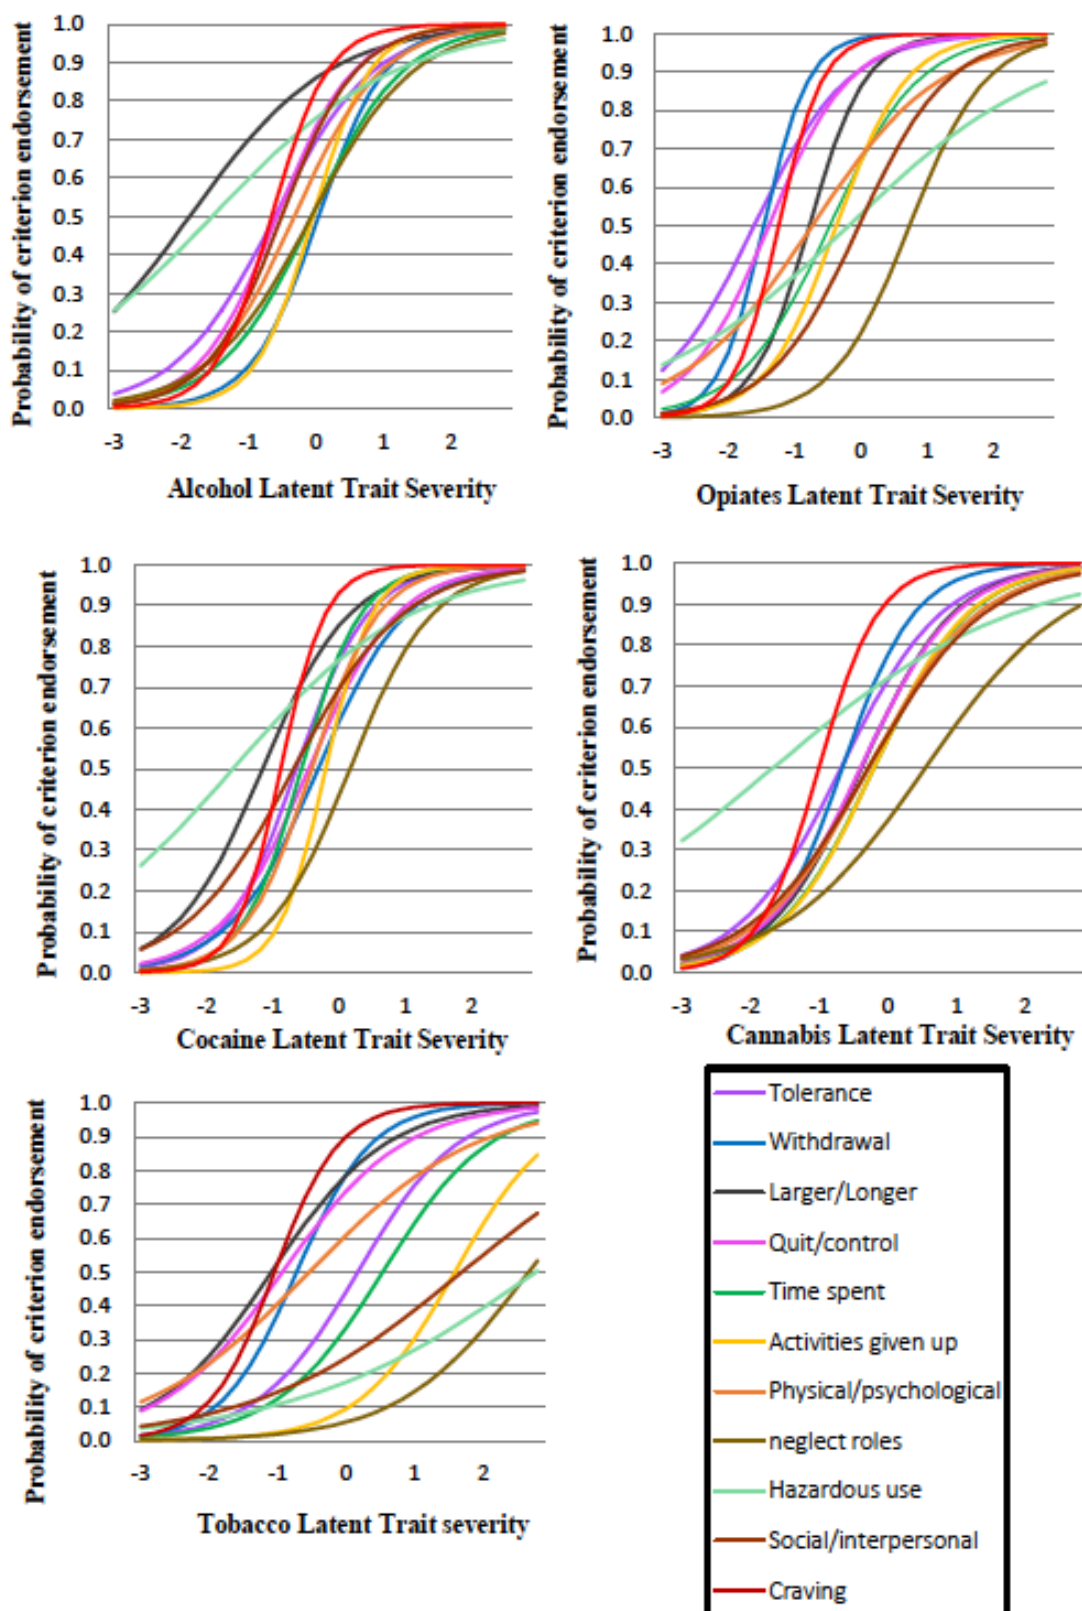 Probability of criterion endorsement
1.0
0.9
0.8
0.7
0.6
0.5
0.4
0.3
0.2
0.1
0.0
-3 -2 -1 0 1 2
Alcohol Latent Trait Severity
Probability of criterion endorsement
1.0
0.9
0.8
0.7
0.6
0.5
0.4
0.3
0.2
0.1
0.0
-3 -2 -1 0 1 2
Opiates Latent Trait Severity
Probability of criterion endorsement
1.0
0.9
0.8
0.7
0.6
0.5
0.4
0.3
0.2
0.1
0.0
-3 -2 -1 0 1 2
Cocaine Latent Trait Severity
Probability of criterion endorsement
1.0
0.9
0.8
0.7
0.6
0.5
0.4
0.3
0.2
0.1
0.0
-3 -2 -1 0 1 2
Cannabis Latent Trait Severity
Probability of criterion endorsement
1.0
0.9
0.8
0.7
0.6
0.5
0.4
0.3
0.2
0.1
0.0
-3 -2 -1 0 1 2
Tobacco Latent Trait severity
Tolerance
Withdrawal
Larger/Longer
Quit/control
Time spent
Activities given up
Physical/psychological
neglect roles
Hazardous use
Social/interpersonal
Craving